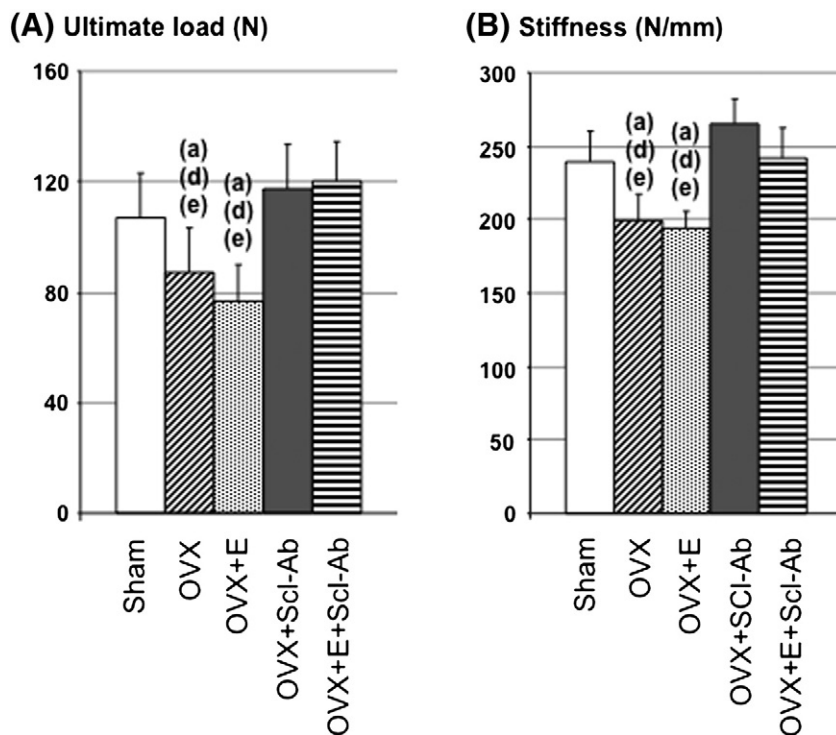 (A) Ultimate load (N)
160
120
80
40
0
(a)
(d)
(e)
(a)
(d)
(e)
Sham
OVX
OVX+E
OVX+Scl-Ab
OVX+E+Scl-Ab
(B) Stiffness (N/mm)
300
250
200
150
100
50
0
(a)
(d)
(e)
(a)
(d)
(e)
Sham
OVX
OVX+E
OVX+SCl-Ab
OVX+E+Scl-Ab